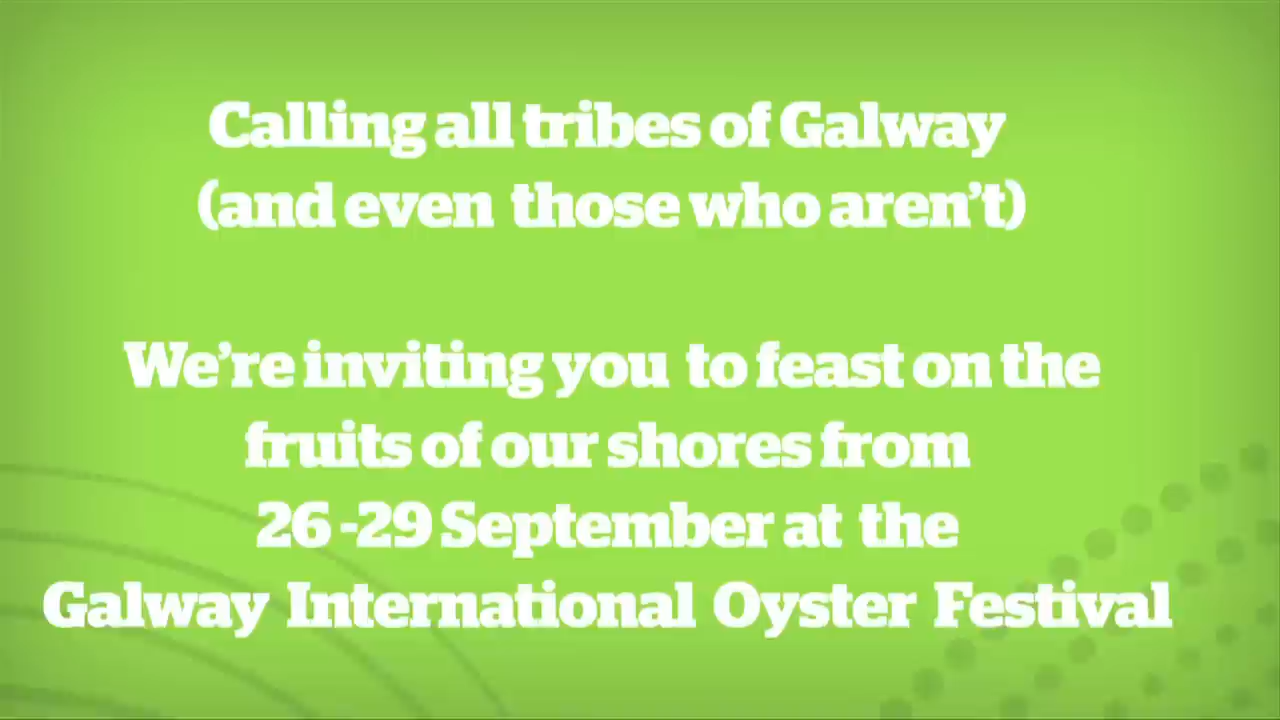 Calling all tribes of Galway
(and even those who aren’t)
We’re inviting you to feast on the
fruits of our shores from
26 -29 September at the
Galway International Oyster Festival